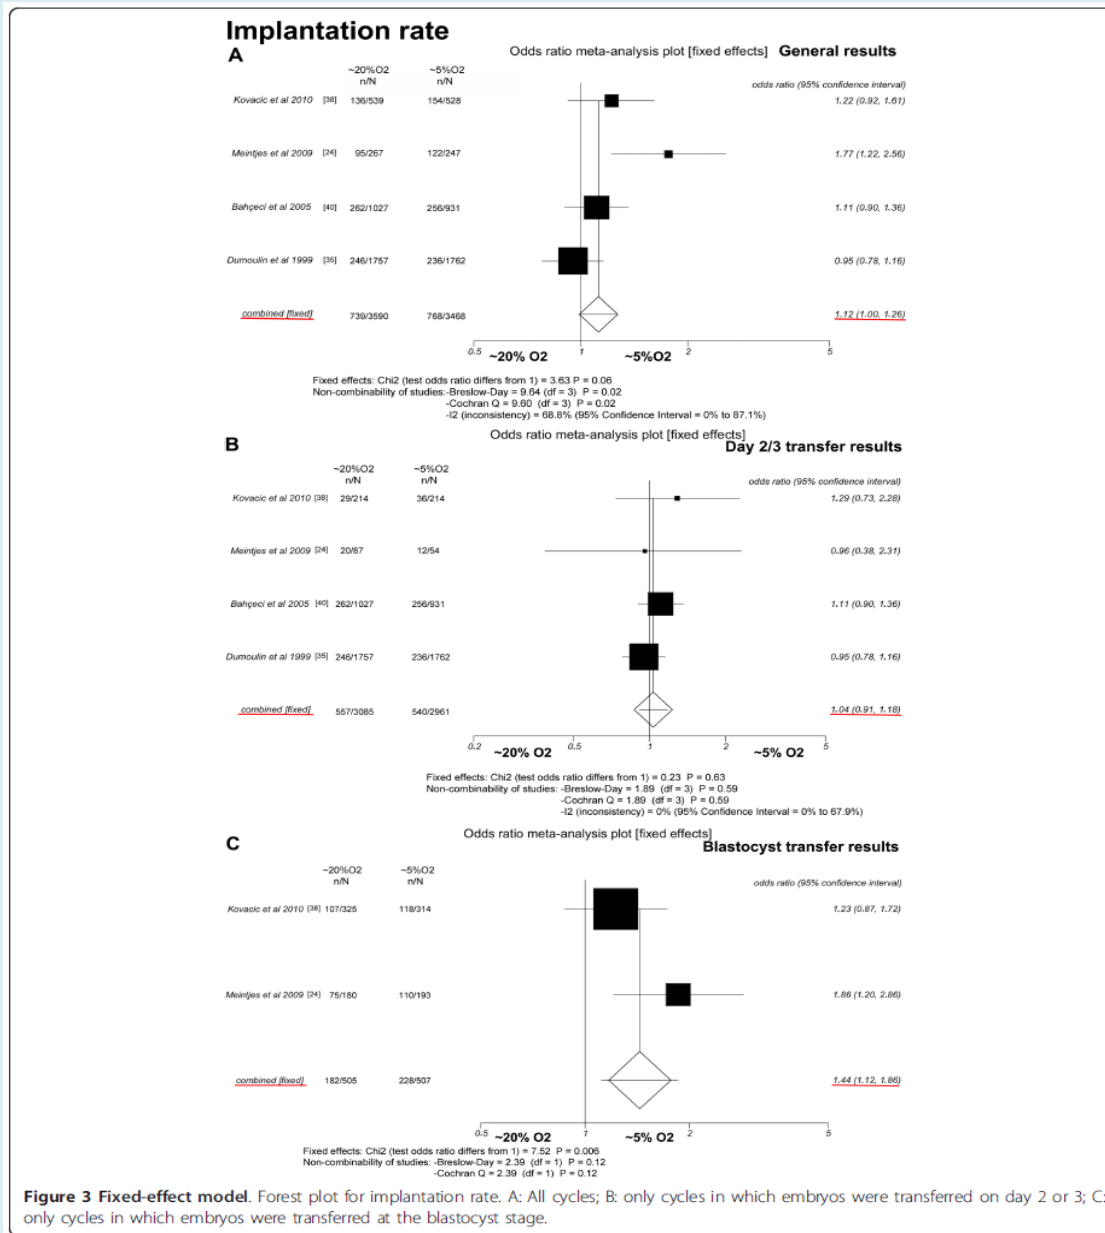 Implantation rate
A
Odds ratio meta-analysis plot [fixed effects] General results
~20%O2 ~5%O2
n/N n/N
odds ratio (95% confidence interval)
Kovacic et al 2010 [38] 136/539 154/528 1.22 (0.92, 1.61)
Meintjes et al 2009 [24] 95/267 122/247 1.77 (1.22, 2.56)
Bahçeci et al 2005 [40] 262/1027 256/931 1.11 (0.90, 1.36)
Dumoulin et al 1999 [35] 246/1757 236/1762 0.95 (0.78, 1.16)
combined [fixed] 739/3590 768/3468 1.12 (1.00, 1.26)
0.5 1 2 5
~20% O2 ~5%O2
Fixed effects: Chi2 (test odds ratio differs from 1) = 3.63 P = 0.06
Non-combinability of studies:-Breslow-Day = 9.64 (df = 3) P = 0.02
-Cochran Q = 9.60 (df = 3) P = 0.02
-I2 (inconsistency) = 68.8% (95% Confidence Interval = 0% to 87.1%)
B
Odds ratio meta-analysis plot [fixed effects]
Day 2/3 transfer results
~20%O2 ~5%O2
n/N n/N
odds ratio (95% confidence interval)
Kovacic et al 2010 [38] 29/214 36/214 1.29 (0.73, 2.28)
Meintjes et al 2009 [24] 20/87 12/54 0.96 (0.38, 2.31)
Bahçeci et al 2005 [40] 262/1027 256/931 1.11 (0.90, 1.36)
Dumoulin et al 1999 [35] 246/1757 236/1762 0.95 (0.78, 1.16)
combined [fixed] 557/3085 540/2961 1.04 (0.91, 1.18)
0.2 0.5 1 2 5
~20% O2 ~5% O2
Fixed effects: Chi2 (test odds ratio differs from 1) = 0.23 P = 0.63
Non-combinability of studies: -Breslow-Day = 1.89 (df = 3) P = 0.59
-Cochran Q = 1.89 (df = 3) P = 0.59
-I2 (inconsistency) = 0% (95% Confidence Interval = 0% to 67.9%)
C
Odds ratio meta-analysis plot [fixed effects]
Blastocyst transfer results
~20%O2 ~5%O2
n/N n/N
odds ratio (95% confidence interval)
Kovacic et al 2010 [38] 107/325 118/314 1.23 (0.87, 1.72)
Meintjes et al 2009 [24] 75/180 110/193 1.86 (1.20, 2.86)
combined [fixed] 182/505 228/507 1.44 (1.12, 1.86)
0.5 1 2 5
~20% O2 ~5% O2
Fixed effects: Chi2 (test odds ratio differs from 1) = 7.52 P = 0.006
Non-combinability of studies: -Breslow-Day = 2.39 (df = 1) P = 0.12
-Cochran Q = 2.39 (df = 1) P = 0.12
Figure 3 Fixed-effect model. Forest plot for implantation rate. A: All cycles; B: only cycles in which embryos were transferred on day 2 or 3; C:
only cycles in which embryos were transferred at the blastocyst stage.